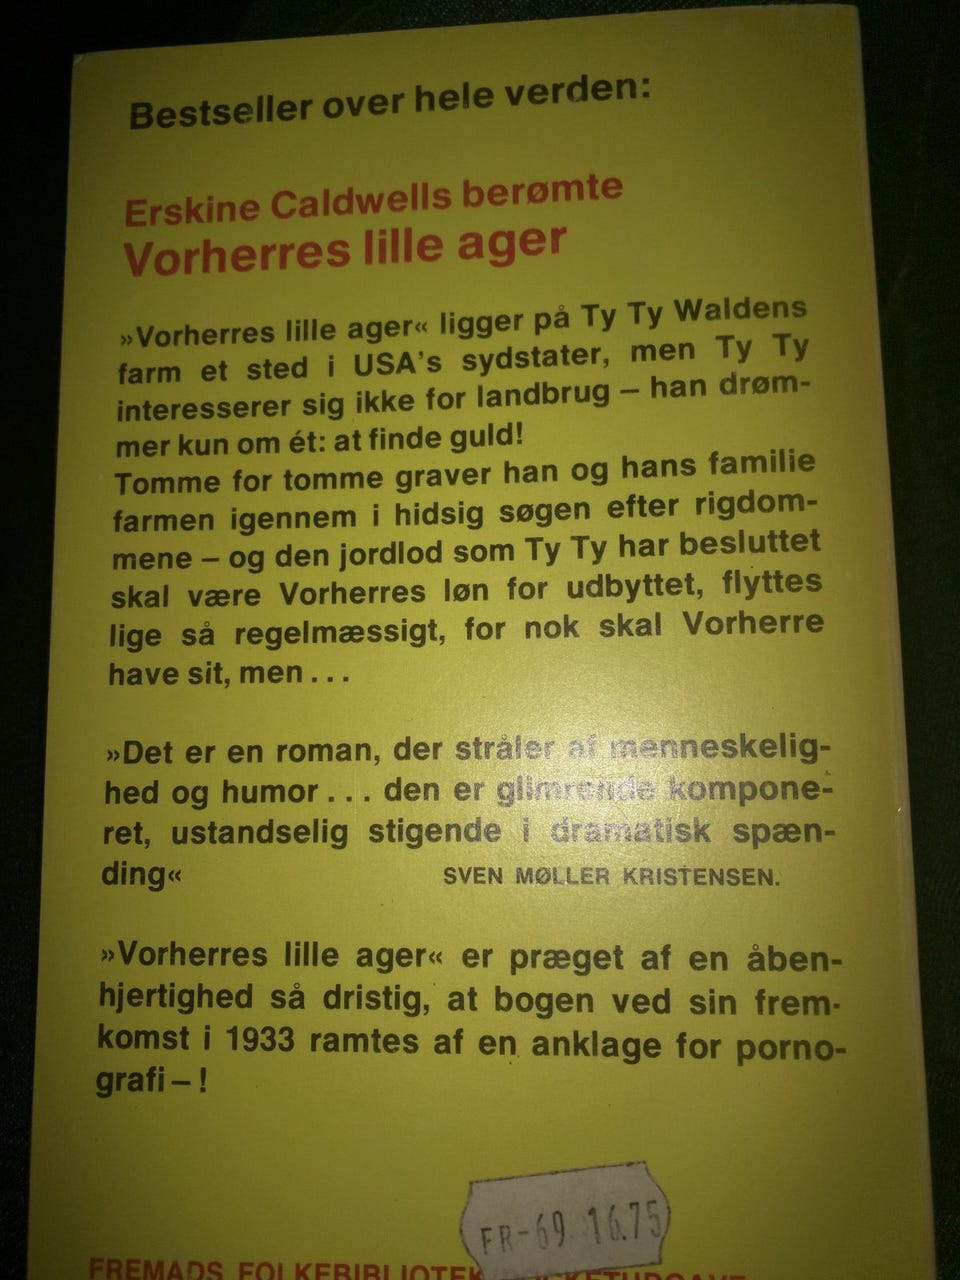 Bestseller over hele verden:
Erskine Caldwells berømte
Vorherres lille ager
»Vorherres lille ager« ligger på Ty Ty Waldens
farm et sted i USA's sydstater, men Ty Ty
interesserer sig ikke for landbrug – han drøm-
mer kun om ét: at finde guld!
Tomme for tomme graver han og hans familie
farmen igennem i hidsig søgen efter rigdom-
mene – og den jordlod som Ty Ty har besluttet
skal være Vorherres løn for udbyttet, flyttes
lige så regelmæssigt, for nok skal Vorherre
have sit, men . . .
»Det er en roman, der stråler af menneskelig-
hed og humor . . . den er glimrende kompone-
ret, ustandselig stigende i dramatisk spæn-
ding« SVEN MØLLER KRISTENSEN.
»Vorherres lille ager« er præget af en åben-
hjertighed så dristig, at bogen ved sin frem-
komst i 1933 ramtes af en anklage for porno-
grafi – !
FR-69 16.75
FREMADS FOLKEBIBLIOTEK